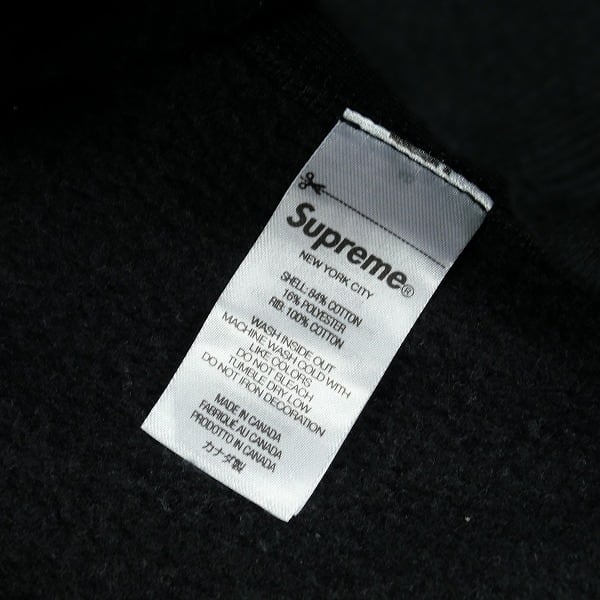 Supreme®
NEW YORK CITY
SHELL: 84% COTTON
16% POLYESTER
RIB: 100% COTTON
WASH INSIDE OUT
MACHINE WASH COLD WITH
LIKE COLORS
DO NOT BLEACH
TUMBLE DRY LOW
DO NOT IRON DECORATION
MADE IN CANADA
FABRIQUÉ AU CANADA
PRODOTTO IN CANADA
カナダ製